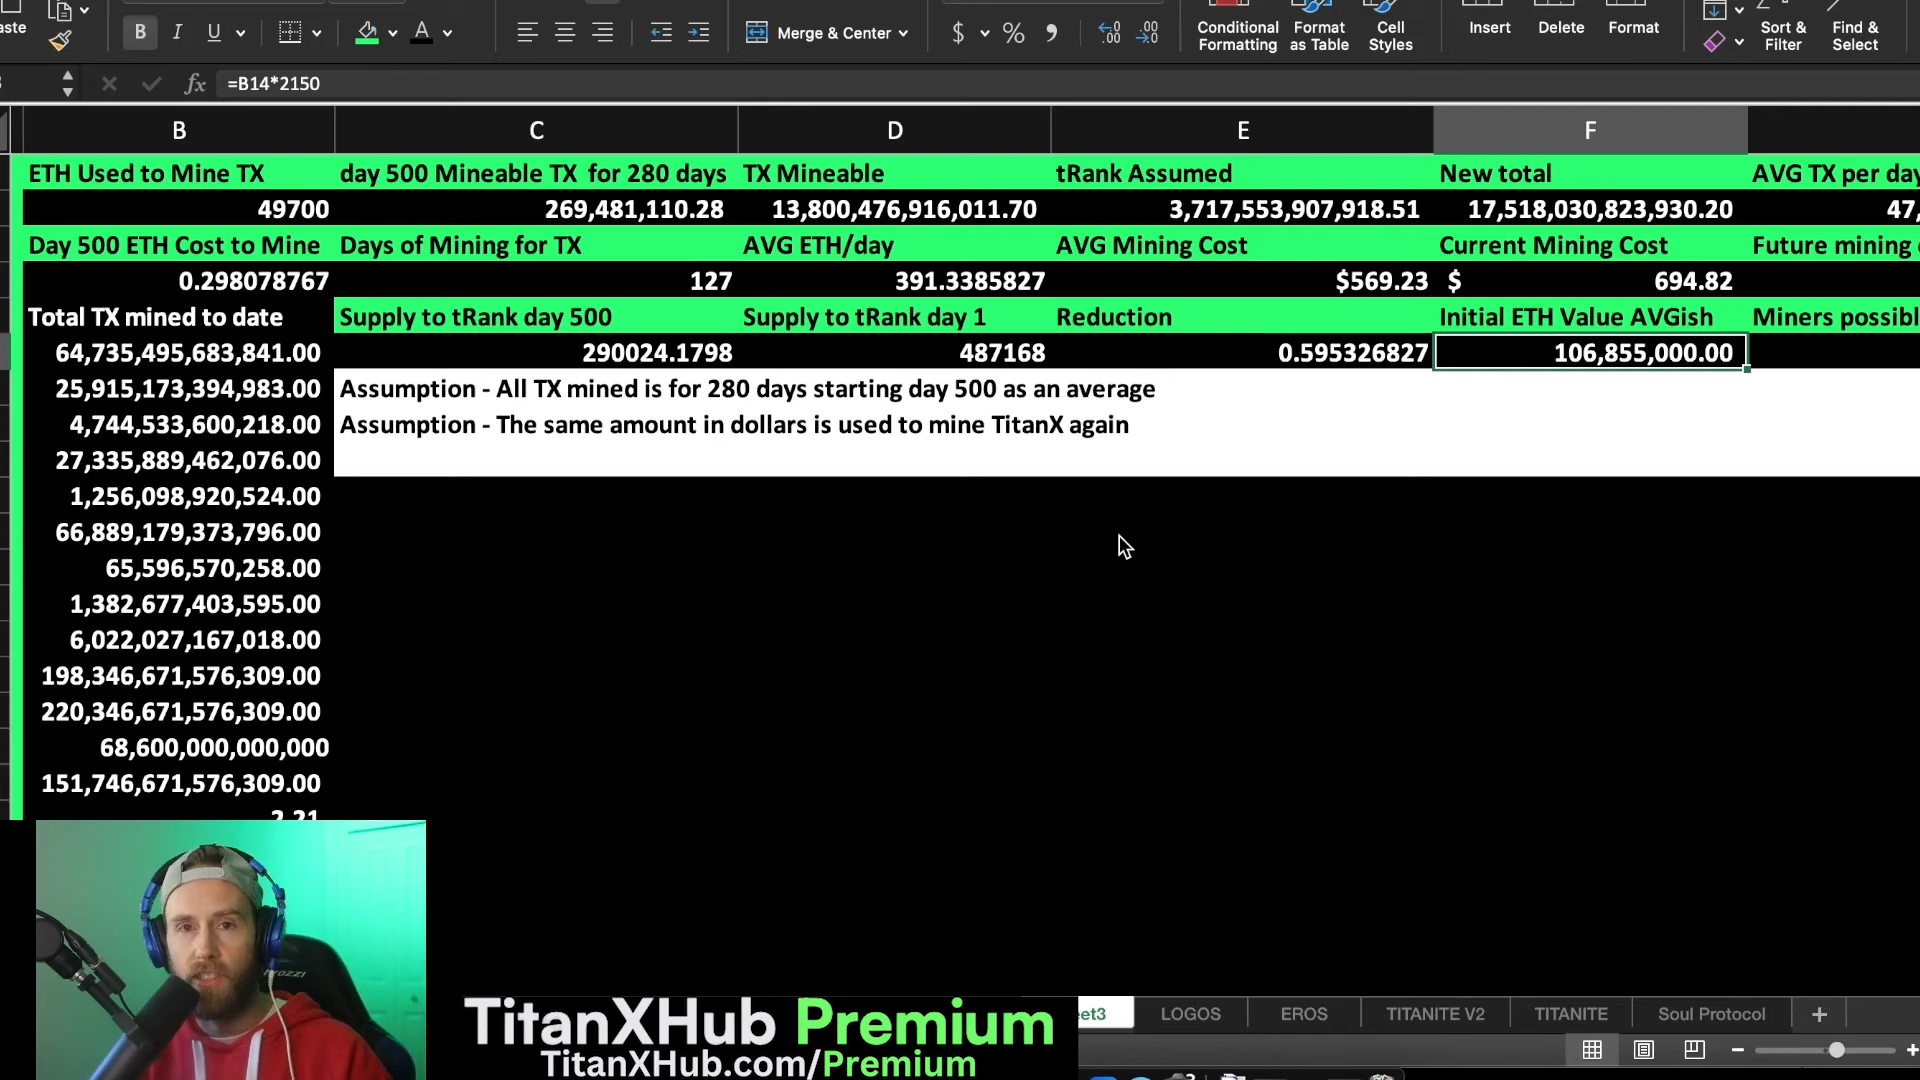 aste
B I U A Merge & Center $ % Conditional Formatting Format as Table Cell Styles Insert Delete Format Sort & Filter Find & Select
fx =B14*2150
B C D E F
ETH Used to Mine TX day 500 Mineable TX for 280 days TX Mineable tRank Assumed New total AVG TX per day
49700 269,481,110.28 13,800,476,916,011.70 3,717,553,907,918.51 17,518,030,823,930.20 47,
Day 500 ETH Cost to Mine Days of Mining for TX AVG ETH/day AVG Mining Cost Current Mining Cost Future mining
0.298078767 127 391.3385827 $569.23 $ 694.82
Total TX mined to date Supply to tRank day 500 Supply to tRank day 1 Reduction Initial ETH Value AVGish Miners possibl
64,735,495,683,841.00 290024.1798 487168 0.595326827 106,855,000.00
25,915,173,394,983.00 Assumption - All TX mined is for 280 days starting day 500 as an average
4,744,533,600,218.00 Assumption - The same amount in dollars is used to mine TitanX again
27,335,889,462,076.00
1,256,098,920,524.00
66,889,179,373,796.00
65,596,570,258.00
1,382,677,403,595.00
6,022,027,167,018.00
198,346,671,576,309.00
220,346,671,576,309.00
68,600,000,000,000
151,746,671,576,309.00
2.21
TitanXHub Premium
TitanXHub.com/Premium
eet3 LOGOS EROS TITANITE V2 TITANITE Soul Protocol +